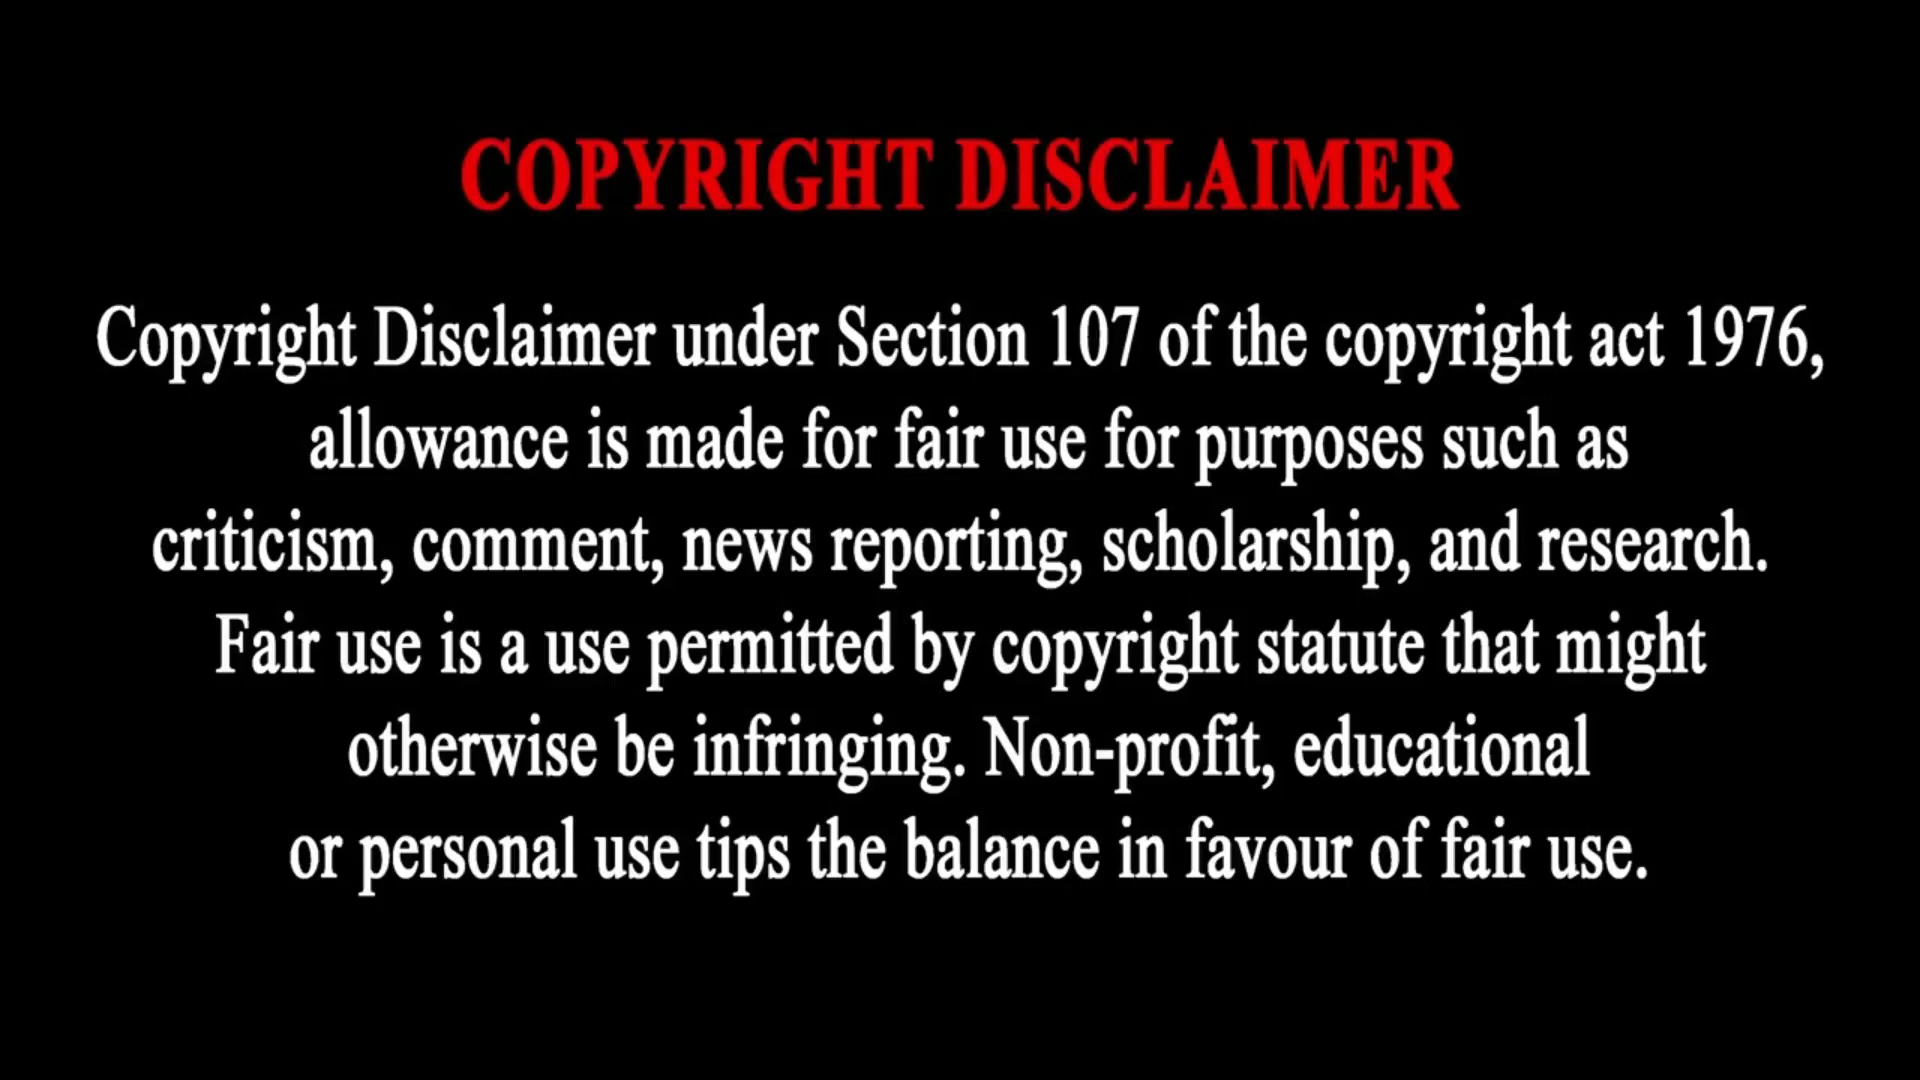 COPYRIGHT DISCLAIMER
Copyright Disclaimer under Section 107 of the copyright act 1976,
allowance is made for fair use for purposes such as
criticism, comment, news reporting, scholarship, and research.
Fair use is a use permitted by copyright statute that might
otherwise be infringing. Non-profit, educational
or personal use tips the balance in favour of fair use.